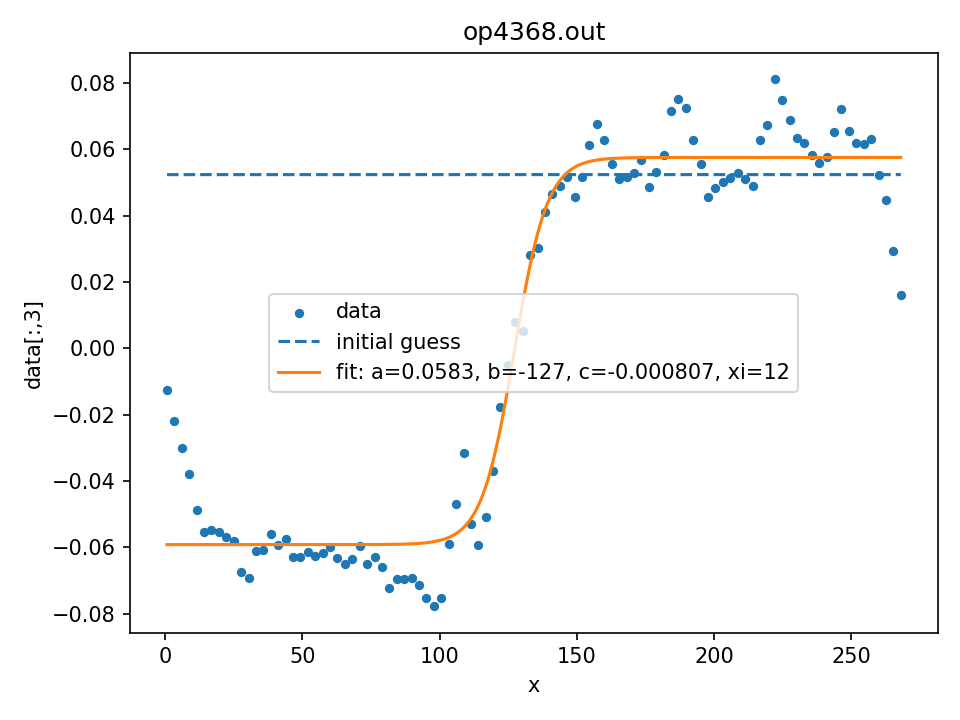 op4368.out
data[:,3]
0.08
0.06
0.04
0.02
0.00
−0.02
−0.04
−0.06
−0.08
data
initial guess
fit: a=0.0583, b=-127, c=-0.000807, xi=12
0 50 100 150 200 250
x